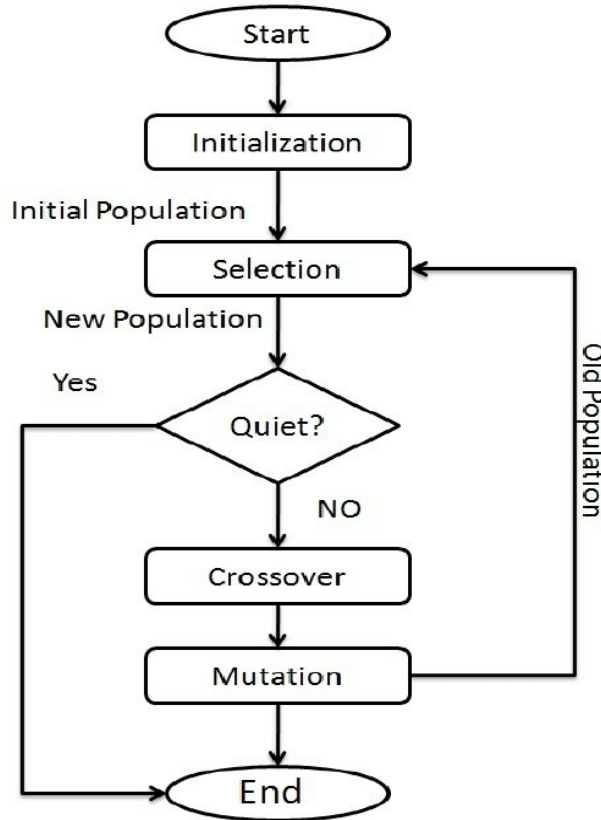 Start
Initialization
Initial Population
Selection
New Population
Yes
Quiet?
Old Population
NO
Crossover
Mutation
End